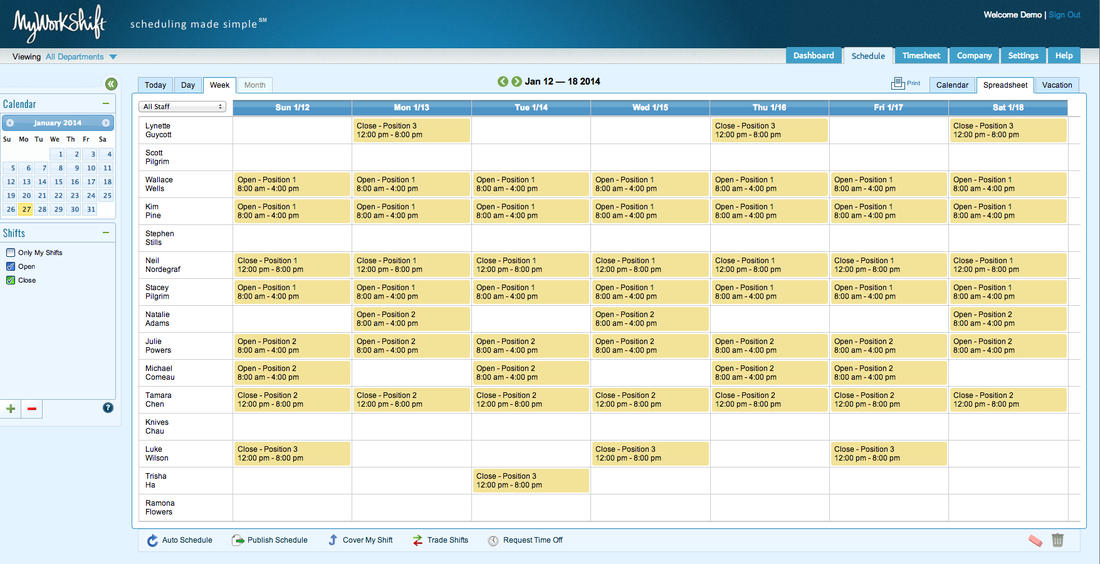 MyWorkShift
scheduling made simple℠
Welcome Demo | Sign Out
Viewing All Departments
Dashboard Schedule Timesheet Company Settings Help
Today Day Week Month
Jan 12 — 18 2014
Print
Calendar Spreadsheet Vacation
Calendar
January 2014
Su Mo Tu We Th Fr Sa
1 2 3 4
5 6 7 8 9 10 11
12 13 14 15 16 17 18
19 20 21 22 23 24 25
26 27 28 29 30 31
Shifts
Only My Shifts
Open
Close
All Staff Sun 1/12 Mon 1/13 Tue 1/14 Wed 1/15 Thu 1/16 Fri 1/17 Sat 1/18
Lynette Close - Position 3 Close - Position 3 Close - Position 3
Guycott 12:00 pm - 8:00 pm 12:00 pm - 8:00 pm 12:00 pm - 8:00 pm
Scott
Pilgrim
Wallace Open - Position 1 Open - Position 1 Open - Position 1 Open - Position 1 Open - Position 1 Open - Position 1 Open - Position 1
Wells 8:00 am - 4:00 pm 8:00 am - 4:00 pm 8:00 am - 4:00 pm 8:00 am - 4:00 pm 8:00 am - 4:00 pm 8:00 am - 4:00 pm 8:00 am - 4:00 pm
Kim Open - Position 1 Open - Position 1 Open - Position 1 Open - Position 1 Open - Position 1 Open - Position 1 Open - Position 1
Pine 8:00 am - 4:00 pm 8:00 am - 4:00 pm 8:00 am - 4:00 pm 8:00 am - 4:00 pm 8:00 am - 4:00 pm 8:00 am - 4:00 pm 8:00 am - 4:00 pm
Stephen
Stills
Neil Close - Position 1 Close - Position 1 Close - Position 1 Close - Position 1 Close - Position 1 Close - Position 1 Close - Position 1
Nordegraf 12:00 pm - 8:00 pm 12:00 pm - 8:00 pm 12:00 pm - 8:00 pm 12:00 pm - 8:00 pm 12:00 pm - 8:00 pm 12:00 pm - 8:00 pm 12:00 pm - 8:00 pm
Stacey Open - Position 1 Open - Position 1 Open - Position 1 Open - Position 1 Open - Position 1 Open - Position 1 Open - Position 1
Pilgrim 8:00 am - 4:00 pm 8:00 am - 4:00 pm 8:00 am - 4:00 pm 8:00 am - 4:00 pm 8:00 am - 4:00 pm 8:00 am - 4:00 pm 8:00 am - 4:00 pm
Natalie Open - Position 2 Open - Position 2 Open - Position 2
Adams 8:00 am - 4:00 pm 8:00 am - 4:00 pm 8:00 am - 4:00 pm
Julie Open - Position 2 Open - Position 2 Open - Position 2 Open - Position 2 Open - Position 2 Open - Position 2 Open - Position 2
Powers 8:00 am - 4:00 pm 8:00 am - 4:00 pm 8:00 am - 4:00 pm 8:00 am - 4:00 pm 8:00 am - 4:00 pm 8:00 am - 4:00 pm 8:00 am - 4:00 pm
Michael Open - Position 2 Open - Position 2 Open - Position 2 Open - Position 2
Comeau 8:00 am - 4:00 pm 8:00 am - 4:00 pm 8:00 am - 4:00 pm 8:00 am - 4:00 pm
Tamara Close - Position 2 Close - Position 2 Close - Position 2 Close - Position 2 Close - Position 2 Close - Position 2 Close - Position 2
Chen 12:00 pm - 8:00 pm 12:00 pm - 8:00 pm 12:00 pm - 8:00 pm 12:00 pm - 8:00 pm 12:00 pm - 8:00 pm 12:00 pm - 8:00 pm 12:00 pm - 8:00 pm
Knives
Chau
Luke Close - Position 3 Close - Position 3 Close - Position 3
Wilson 12:00 pm - 8:00 pm 12:00 pm - 8:00 pm 12:00 pm - 8:00 pm
Trisha Close - Position 3
Ha 12:00 pm - 8:00 pm
Ramona
Flowers
Auto Schedule Publish Schedule Cover My Shift Trade Shifts Request Time Off